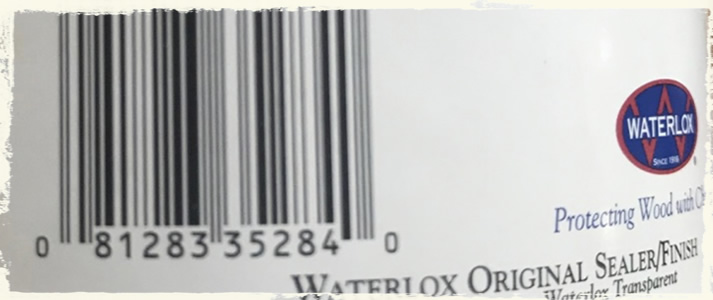 WATERLOX
SINCE 1916
Protecting Wood with
0 81283 35284 0
WATERLOX ORIGINAL SEALER/FINISH
Waterlox Transparent